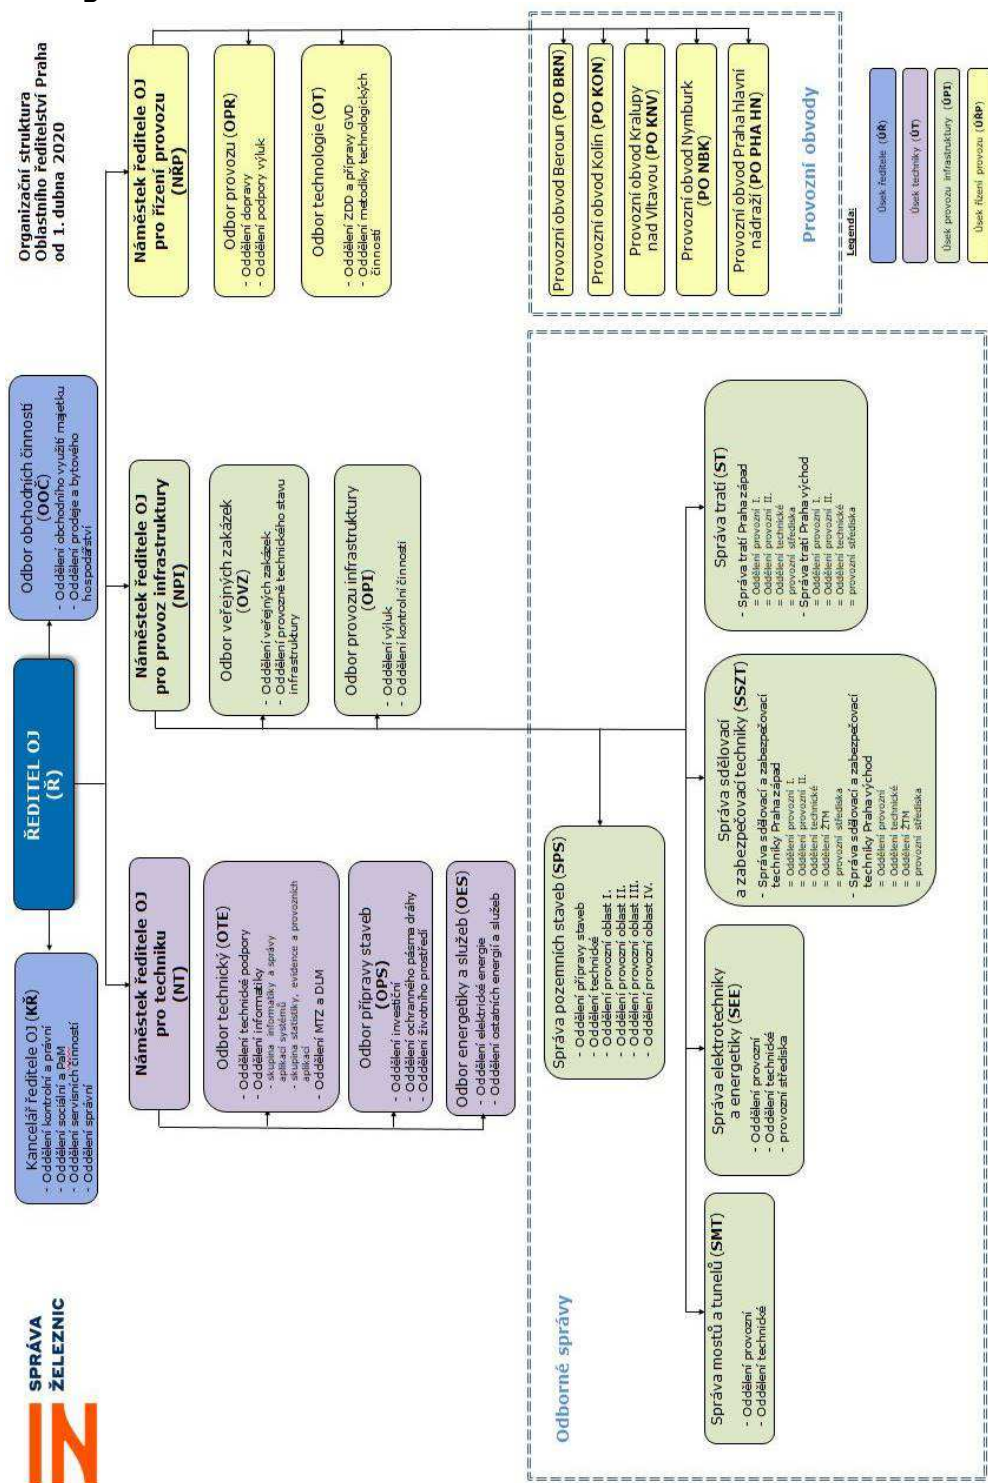 SPRÁVA
ŽELEZNIC
Organizační struktura
Oblastního ředitelství Praha
od 1. dubna 2020
ŘEDITEL OJ
(Ř)
Kancelář ředitele OJ (KŘ)
- Oddělení kontrolní a právní
- Oddělení sociální a PaM
- Oddělení servisních činností
- Oddělení správní
Odbor obchodních činností
(OOČ)
- Oddělení obchodního využití majetku
- Oddělení prodeje a bytového
hospodářství
Náměstek ředitele OJ
pro techniku
(NT)
Odbor technický (OTE)
- Oddělení technické podpory
- Oddělení informatiky
- skupina informatiky a správy
aplikací systémů
- skupina statistiky, evidence a provozních
aplikací
- Oddělení MTZ a DLM
Odbor přípravy staveb
(OPS)
- Oddělení investiční
- Oddělení ochranného pásma dráhy
- Oddělení životního prostředí
Odbor energetiky a služeb (OES)
- Oddělení elektrické energie
- Oddělení ostatních energií a služeb
Náměstek ředitele OJ
pro provoz infrastruktury
(NPI)
Odbor veřejných zakázek
(OVZ)
- Oddělení veřejných zakázek
- Oddělení provozně technického stavu
infrastruktury
Odbor provozu infrastruktury
(OPI)
- Oddělení výluk
- Oddělení kontrolní činnosti
Náměstek ředitele OJ
pro řízení provozu
(NŘP)
Odbor provozu (OPR)
- Oddělení dopravy
- Oddělení podpory výluk
Odbor technologie (OT)
- Oddělení ZDD a přípravy GVD
- Oddělení metodiky technologických
činností
Odborné správy
Správa pozemních staveb (SPS)
- Oddělení přípravy staveb
- Oddělení technické
- Oddělení provozní oblast I.
- Oddělení provozní oblast II.
- Oddělení provozní oblast III.
- Oddělení provozní oblast IV.
Správa mostů a tunelů (SMT)
- Oddělení provozní
- Oddělení technické
Správa elektrotechniky
a energetiky (SEE)
- Oddělení provozní
- Oddělení technické
- provozní střediska
Správa sdělovací
a zabezpečovací techniky (SSZT)
- Správa sdělovací a zabezpečovací
techniky Praha západ
= Oddělení provozní I.
= Oddělení provozní II.
= Oddělení technické
= Oddělení ŽTM
= provozní střediska
- Správa sdělovací a zabezpečovací
techniky Praha východ
= Oddělení provozní
= Oddělení technické
= Oddělení ŽTM
= provozní střediska
Správa tratí (ST)
- Správa tratí Praha západ
= Oddělení provozní I.
= Oddělení provozní II.
= Oddělení technické
= provozní střediska
- Správa tratí Praha východ
= Oddělení provozní I.
= Oddělení provozní II.
= Oddělení technické
= provozní střediska
Provozní obvod Beroun (PO BRN)
Provozní obvod Kolín (PO KON)
Provozní obvod Kralupy
nad Vltavou (PO KNV)
Provozní obvod Nymburk
(PO NBK)
Provozní obvod Praha hlavní
nádraží (PO PHA HN)
Provozní obvody
Legenda:
Úsek ředitele (ÚŘ)
Úsek techniky (ÚT)
Úsek provozu infrastruktury (ÚPI)
Úsek řízení provozu (ÚŘP)